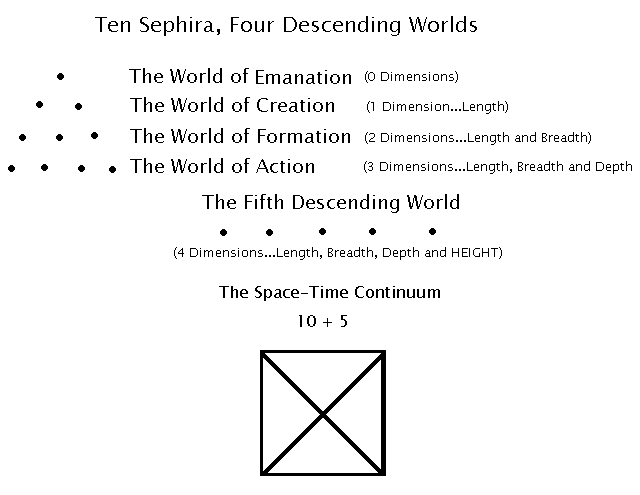 Ten Sephira, Four Descending Worlds
The World of Emanation (0 Dimensions)
The World of Creation (1 Dimension...Length)
The World of Formation (2 Dimensions...Length and Breadth)
The World of Action (3 Dimensions...Length, Breadth and Depth
The Fifth Descending World
(4 Dimensions...Length, Breadth, Depth and HEIGHT)
The Space-Time Continuum
10 + 5